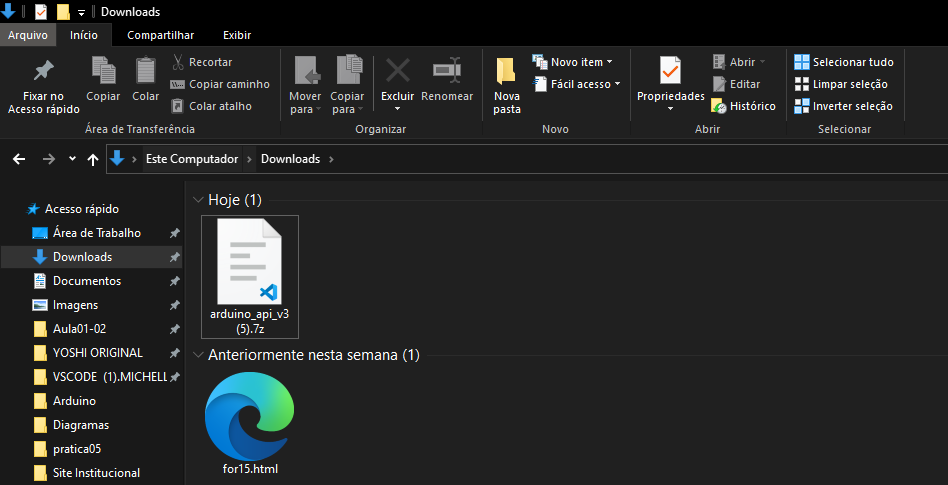 Downloads
Arquivo Início Compartilhar Exibir
Fixar no
Acesso rápido
Copiar
Colar
Recortar
Copiar caminho
Colar atalho
Área de Transferência
Mover
para
Copiar
para
Excluir
Renomear
Organizar
Nova
pasta
Novo item
Fácil acesso
Novo
Propriedades
Abrir
Editar
Histórico
Abrir
Selecionar tudo
Limpar seleção
Inverter seleção
Selecionar
Este Computador > Downloads >
Acesso rápido
Área de Trabalho
Downloads
Documentos
Imagens
Aula01-02
YOSHI ORIGINAL
VSCODE (1).MICHELL
Arduino
Diagramas
pratica05
Site Institucional
Hoje (1)
arduino_api_v3
(5).7z
Anteriormente nesta semana (1)
for15.html